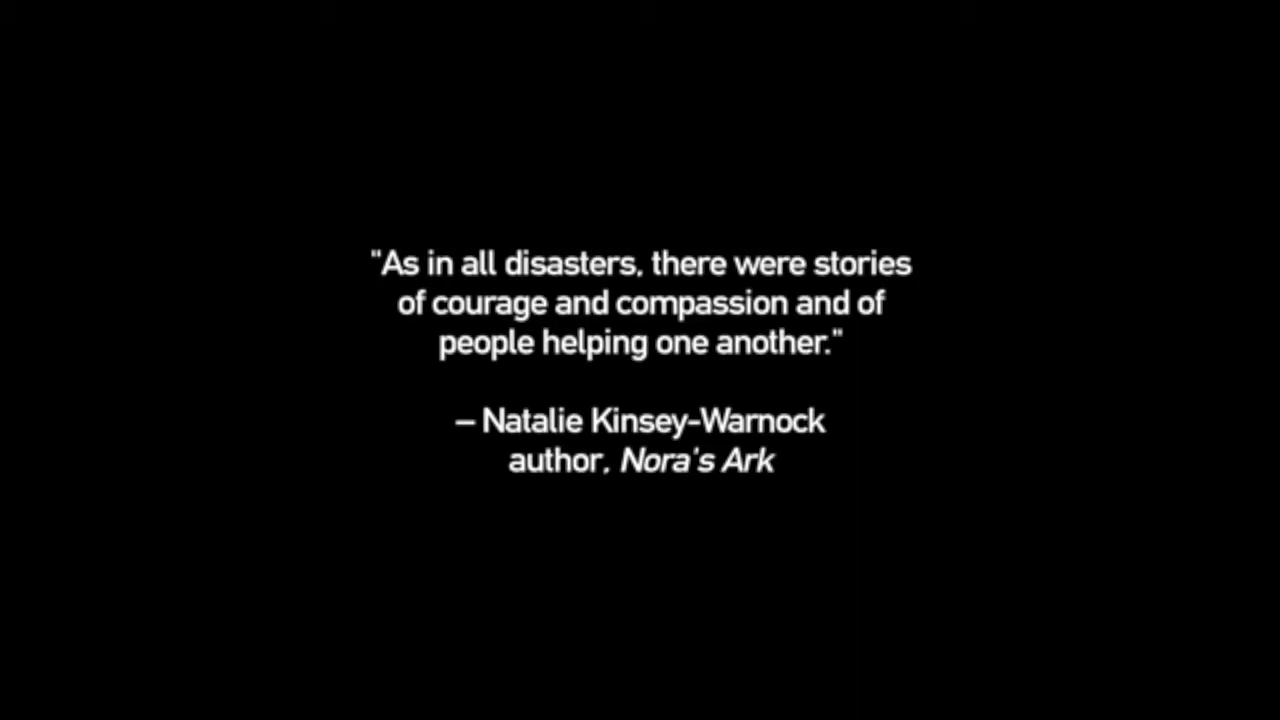 "As in all disasters, there were stories
of courage and compassion and of
people helping one another."
– Natalie Kinsey-Warnock
author, Nora's Ark